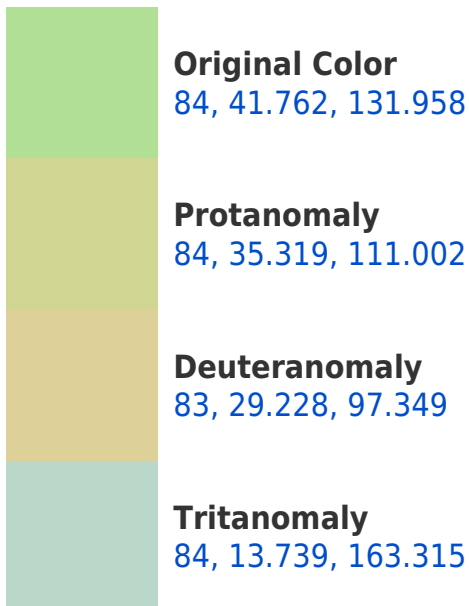 Original Color
84, 41.762, 131.958
Protanomaly
84, 35.319, 111.002
Deuteranomaly
83, 29.228, 97.349
Tritanomaly
84, 13.739, 163.315